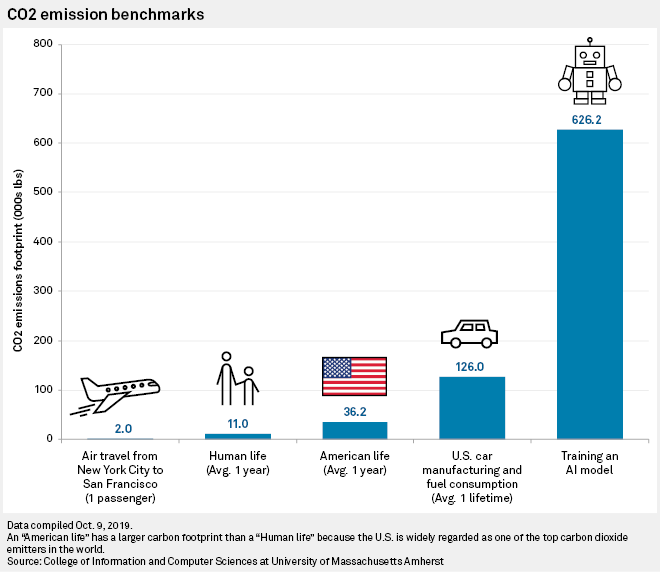 CO2 emission benchmarks
CO2 emissions footprint (000s lbs)
800
700
600
500
400
300
200
100
0
2.0
11.0
36.2
126.0
626.2
Air travel from
New York City to
San Francisco
(1 passenger)
Human life
(Avg. 1 year)
American life
(Avg. 1 year)
U.S. car
manufacturing and
fuel consumption
(Avg. 1 lifetime)
Training an
AI model
Data compiled Oct. 9, 2019.
An “American life” has a larger carbon footprint than a “Human life” because the U.S. is widely regarded as one of the top carbon dioxide
emitters in the world.
Source: College of Information and Computer Sciences at University of Massachusetts Amherst